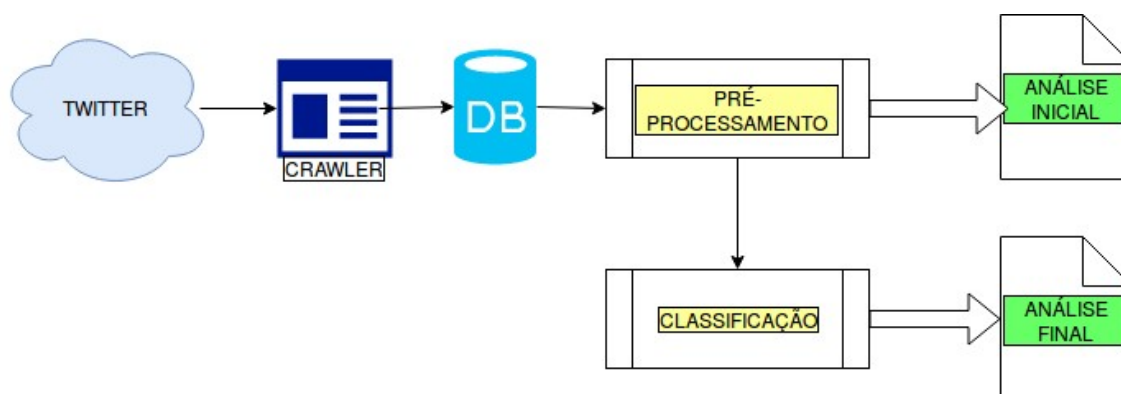 TWITTER
CRAWLER
DB
PRÉ-
PROCESSAMENTO
ANÁLISE
INICIAL
CLASSIFICAÇÃO
ANÁLISE
FINAL